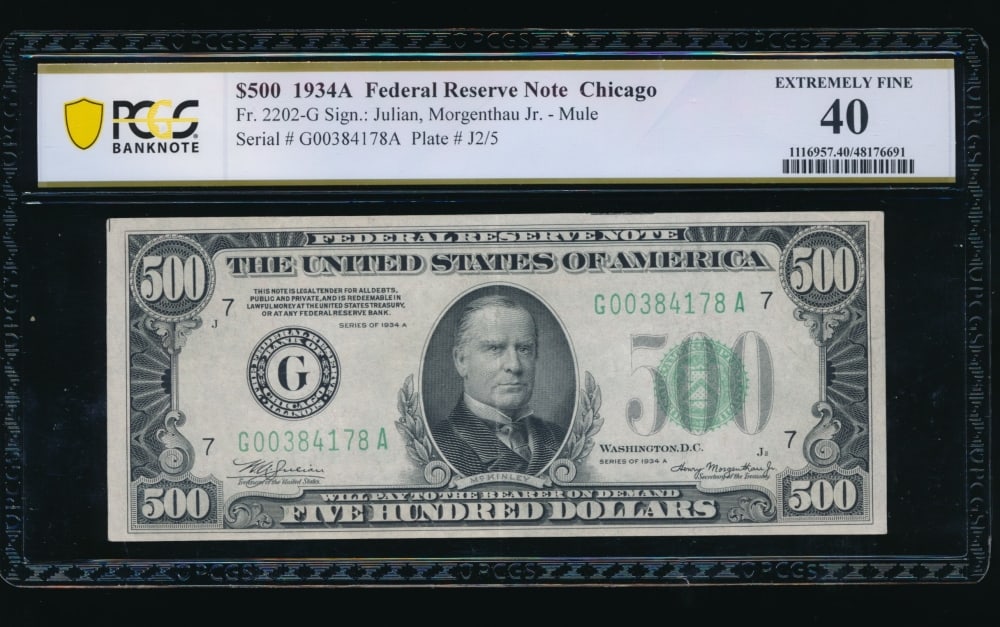 $500 1934A Federal Reserve Note Chicago
Fr. 2202-G Sign.: Julian, Morgenthau Jr. - Mule
Serial # G00384178A Plate # J2/5
PCGS
BANKNOTE
EXTREMELY FINE
40
1116957.40/48176691
FEDERAL RESERVE NOTE
THE UNITED STATES OF AMERICA
500
500
THIS NOTE IS LEGAL TENDER FOR ALL DEBTS,
PUBLIC AND PRIVATE, AND IS REDEEMABLE IN
LAWFUL MONEY AT THE UNITED STATES TREASURY,
OR AT ANY FEDERAL RESERVE BANK.
J 7
SERIES OF 1934 A
G00384178 A 7
G
500
7 G00384178 A
WASHINGTON, D.C.
SERIES OF 1934 A
7
J2
W.A. Julian
Treasurer of the United States.
Henry Morgenthau Jr.
Secretary of the Treasury.
McKINLEY
WILL PAY TO THE BEARER ON DEMAND
500 FIVE HUNDRED DOLLARS 500